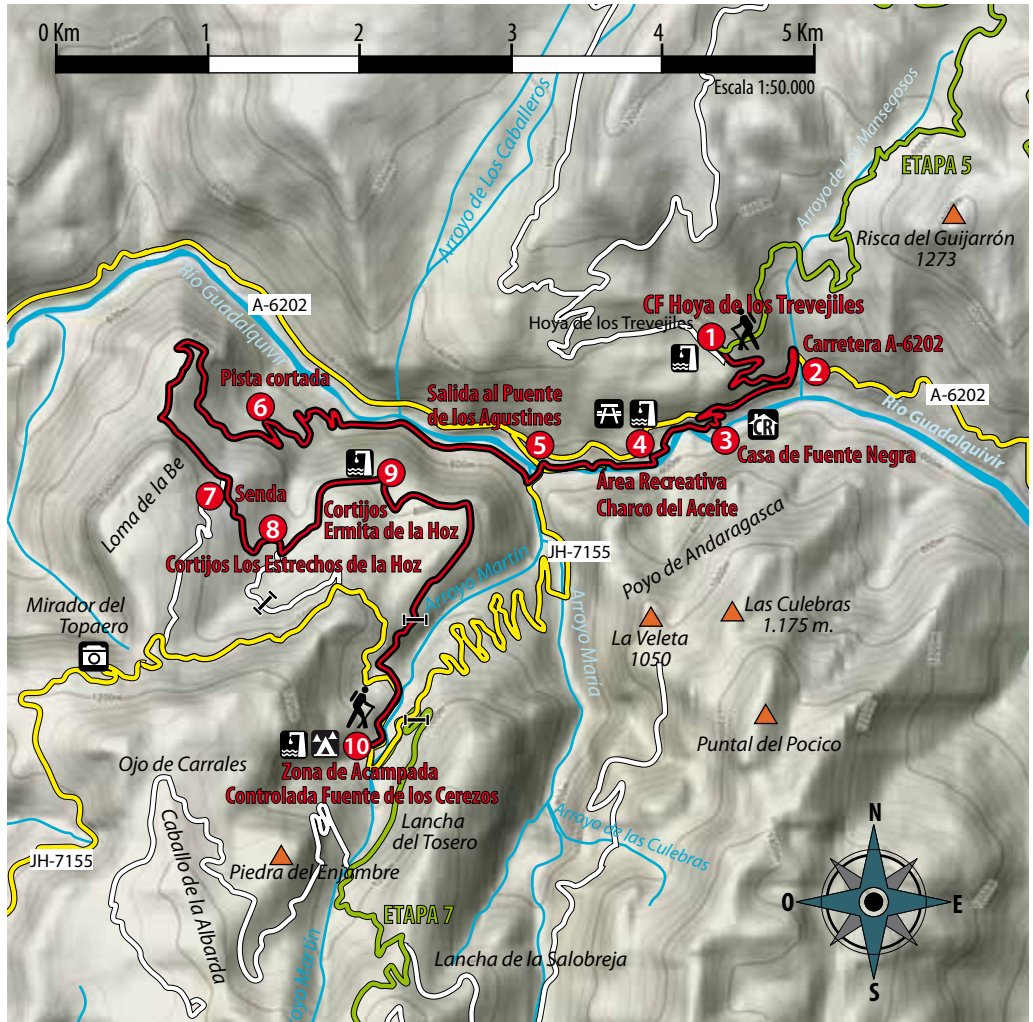 0 Km
1
2
3
4
5 Km
Escala 1:50.000
Arroyo de Los Caballeros
Arroyo de los Mansegosos
ETAPA 5
Risca del Guijarrón
1273
Río Guadalquivir
A-6202
CF Hoya de los Trevejiles
Hoya de los Trevejiles
1
Carretera A-6202
2
A-6202
Río Guadalquivir
Pista cortada
6
Salida al Puente
de los Agustines
5
4
3
CR
Casa de Fuente Negra
Área Recreativa
Charco del Aceite
Loma de la Be
7
Senda
9
8
Cortijos
Ermita de la Hoz
Cortijos Los Estrechos de la Hoz
JH-7155
Poyo de Andaragasca
Arroyo Martín
Arroyo María
Mirador del
Topaero
La Veleta
1050
Las Culebras
1.175 m.
Puntal del Pocico
10
Zona de Acampada
Controlada Fuente de los Cerezos
Ojo de Carrales
Caballo de la Albarda
Lancha
del Tosero
Arroyo de las Culebras
JH-7155
Piedra del Enjambre
ETAPA 7
Arroyo Martín
Lancha de la Salobreja
N
O
E
S